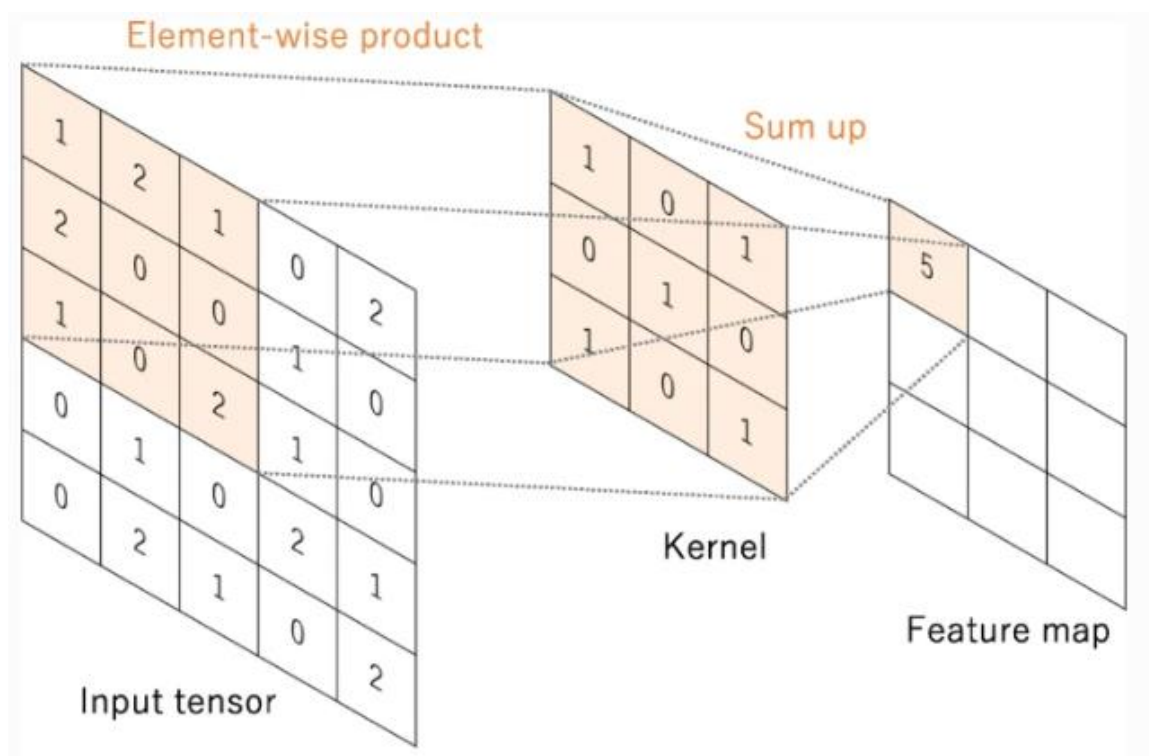 Element-wise product
Sum up
1 2 1 0 2
2 0 0 1 0
1 0 2 1 0
0 1 0 2 1
0 2 1 0 2
1 0 1
0 1 0
1 0 1
5
Kernel
Feature map
Input tensor